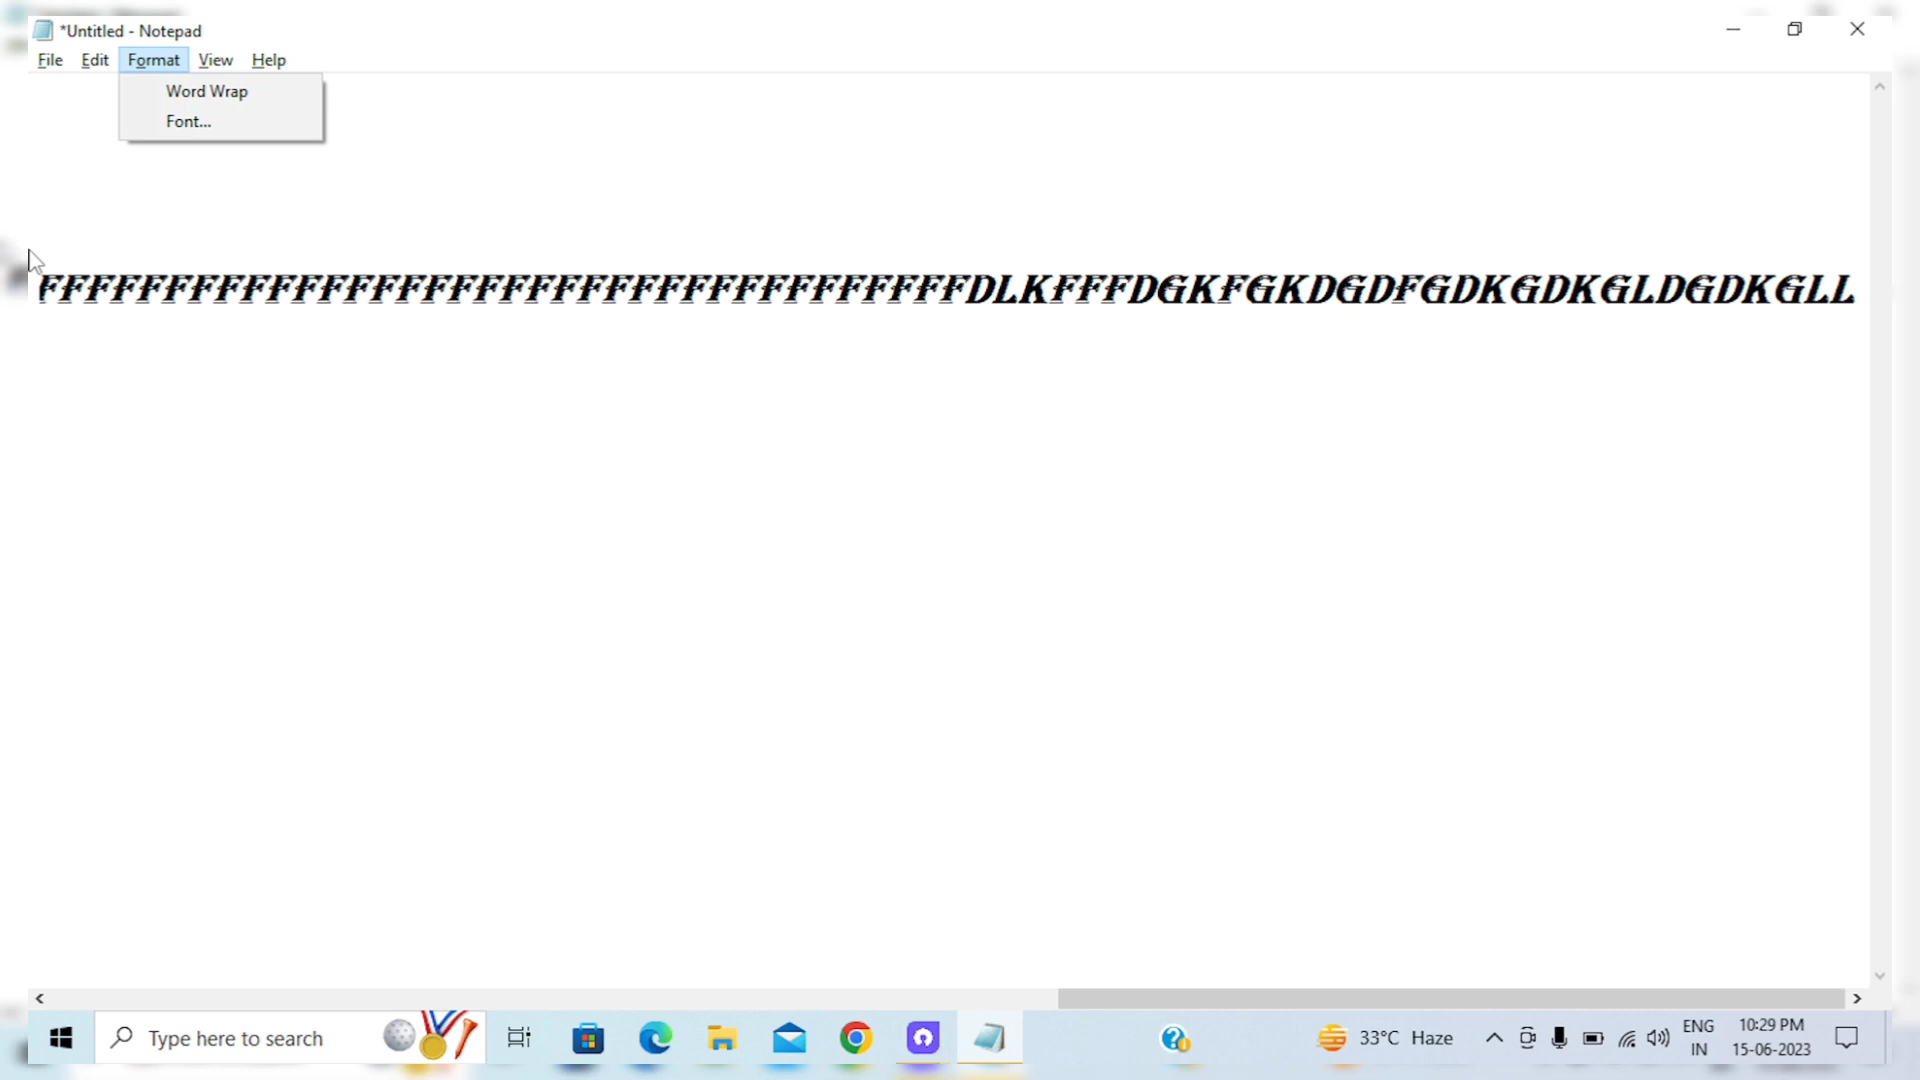 *Untitled - Notepad
File Edit Format View Help
Word Wrap
Font...
FFFFFFFFFFFFFFFFFFFFFFFFFFFFFFFFFFFFDLKFFFDGKFGKDGDFGDKGDKGLDGDKGLL
Type here to search
33°C Haze
ENG
IN
10:29 PM
15-06-2023